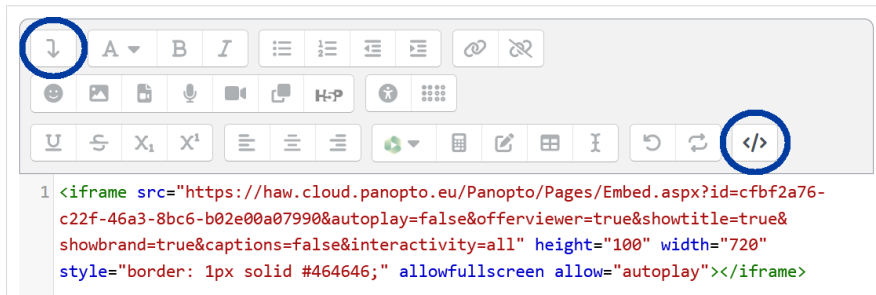 A B I
H-P
U S X₁ X¹
</>
1 <iframe src="https://haw.cloud.panopto.eu/Panopto/Pages/Embed.aspx?id=cfbf2a76-
c22f-46a3-8bc6-b02e00a07990&autoplay=false&offerviewer=true&showtitle=true&
showbrand=true&captions=false&interactivity=all" height="100" width="720"
style="border: 1px solid #464646;" allowfullscreen allow="autoplay"></iframe>